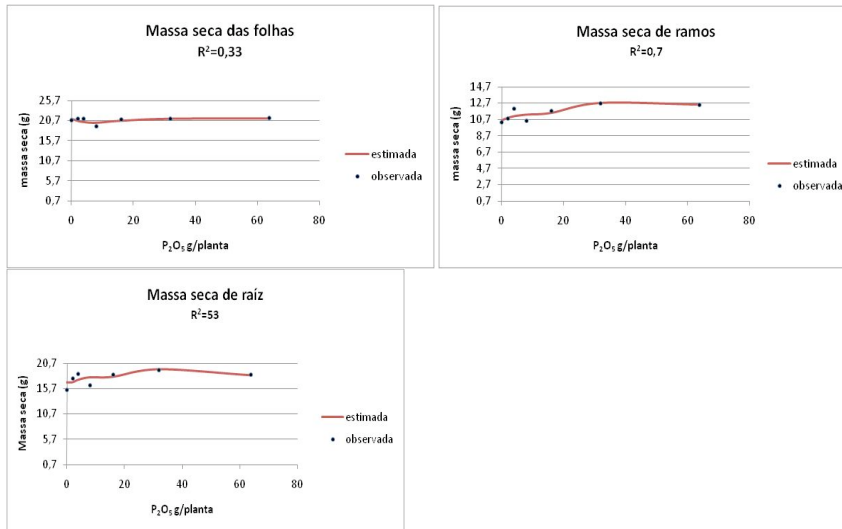 Massa seca das folhas
R²=0,33
massa seca (g)
25,7
20,7
15,7
10,7
5,7
0,7
0
20
40
60
80
P₂O₅ g/planta
estimada
observada
Massa seca de ramos
R²=0,7
massa seca (g)
14,7
12,7
10,7
8,7
6,7
4,7
2,7
0,7
0
20
40
60
80
P₂O₅ g/planta
estimada
observada
Massa seca de raíz
R²=53
Massa seca (g)
20,7
15,7
10,7
5,7
0,7
0
20
40
60
80
P₂O₅ g/planta
estimada
observada